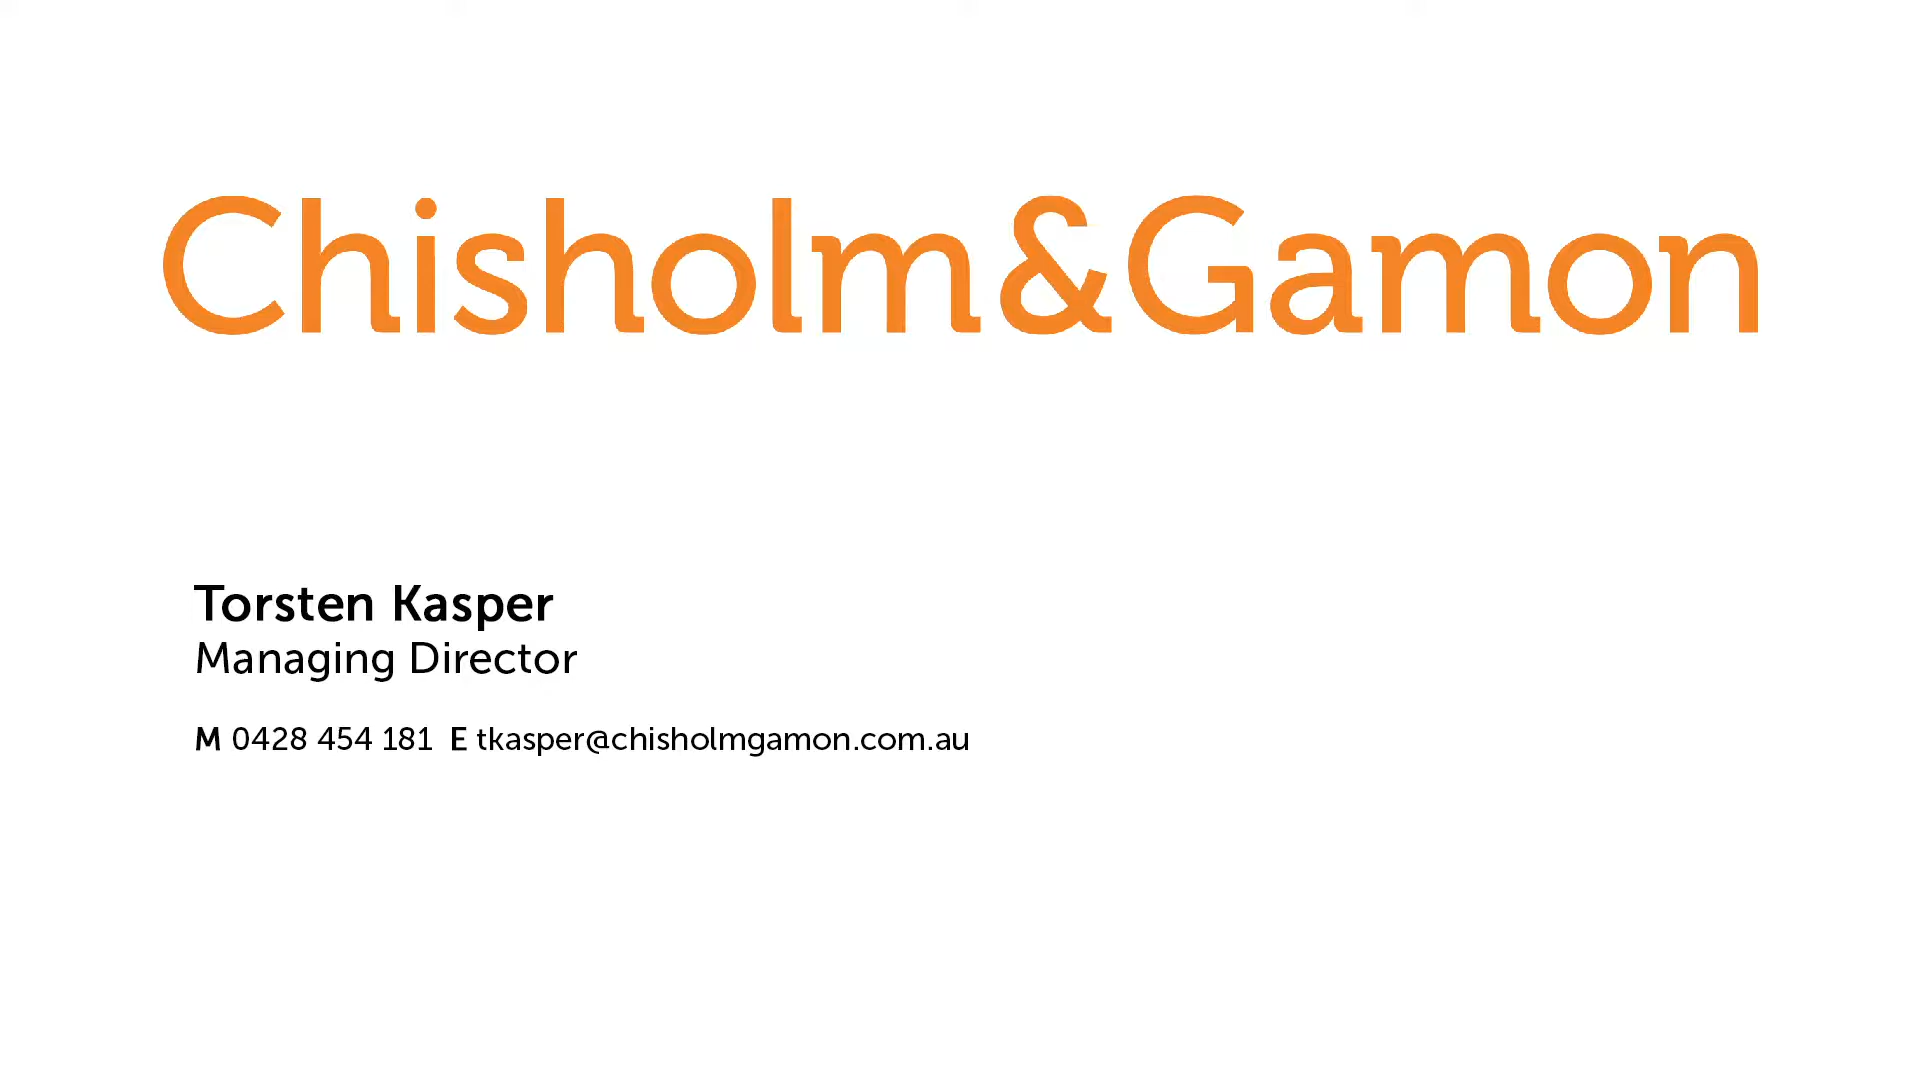 Chisholm&Gamon
Torsten Kasper
Managing Director
M 0428 454 181 E tkasper@chisholmgamon.com.au